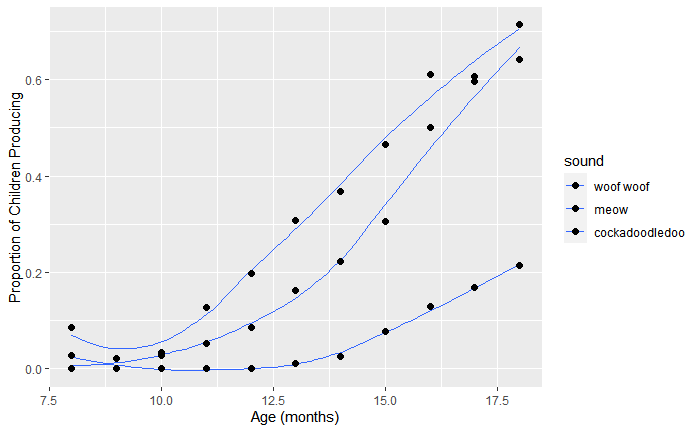 Proportion of Children Producing
0.6
0.4
0.2
0.0
7.5 10.0 12.5 15.0 17.5
Age (months)
sound
woof woof
meow
cockadoodledoo